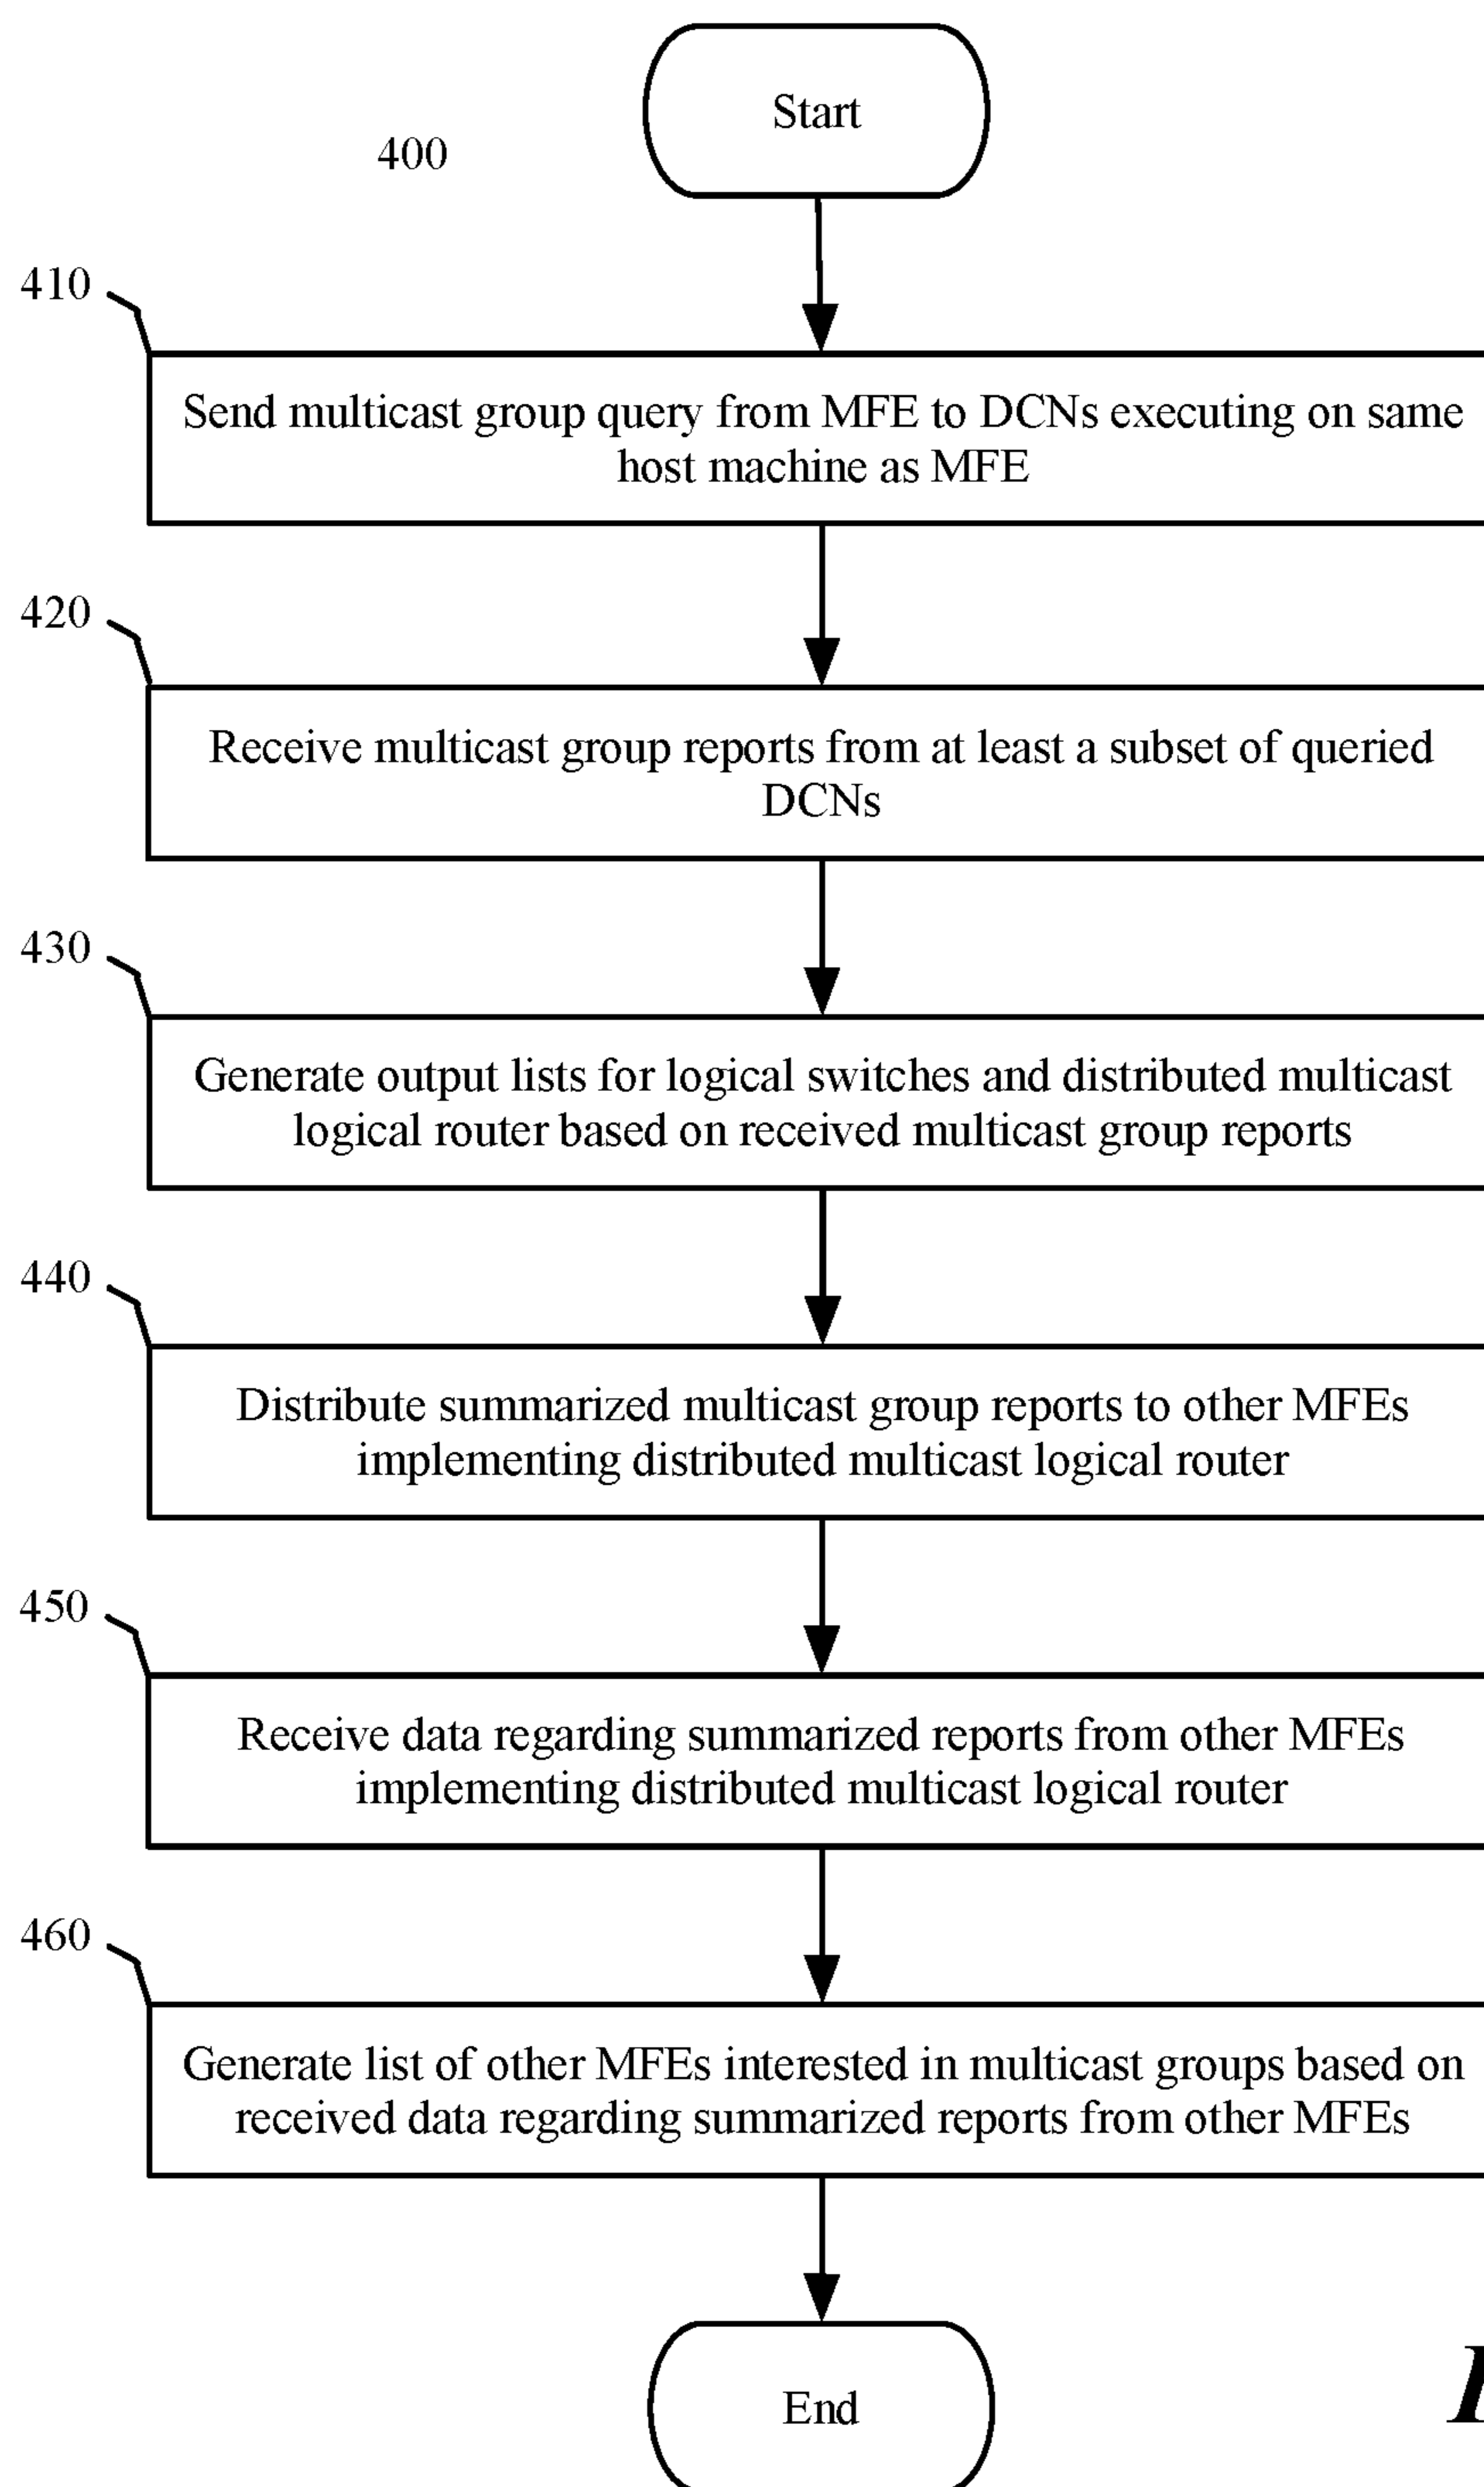 Start
400
410
Send multicast group query from MFE to DCNs executing on same
host machine as MFE
420
Receive multicast group reports from at least a subset of queried
DCNs
430
Generate output lists for logical switches and distributed multicast
logical router based on received multicast group reports
440
Distribute summarized multicast group reports to other MFEs
implementing distributed multicast logical router
450
Receive data regarding summarized reports from other MFEs
implementing distributed multicast logical router
460
Generate list of other MFEs interested in multicast groups based on
received data regarding summarized reports from other MFEs
End